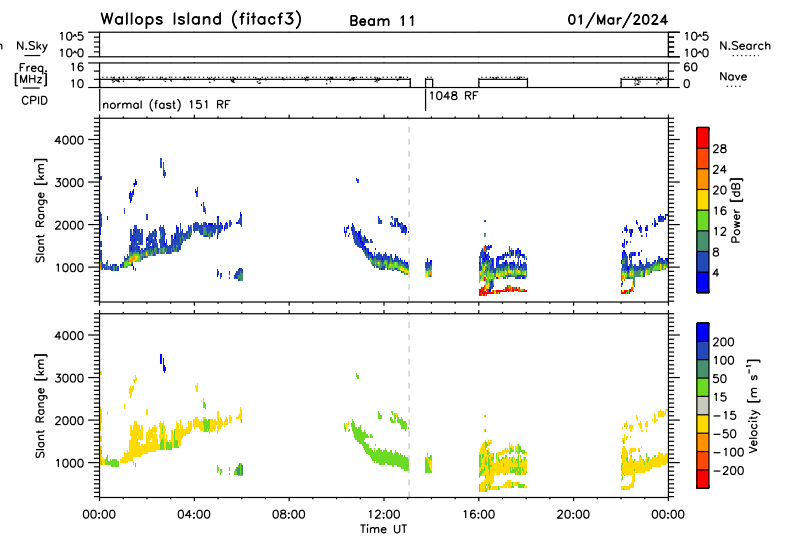 Wallops Island (fitacf3) Beam 11 01/Mar/2024
n N.Sky 10^5 10^5 N.Search
10^0 10^0
Freq. 16 60 Nave
[MHz] 10 0
CPID normal (fast) 151 RF 1048 RF
4000
3000
2000
1000
Slant Range [km]
28
24
20
16
12
8
4
Power [dB]
4000
3000
2000
1000
Slant Range [km]
200
100
50
15
-15
-50
-100
-200
Velocity [m s⁻¹]
00:00 04:00 08:00 12:00 16:00 20:00 00:00
Time UT